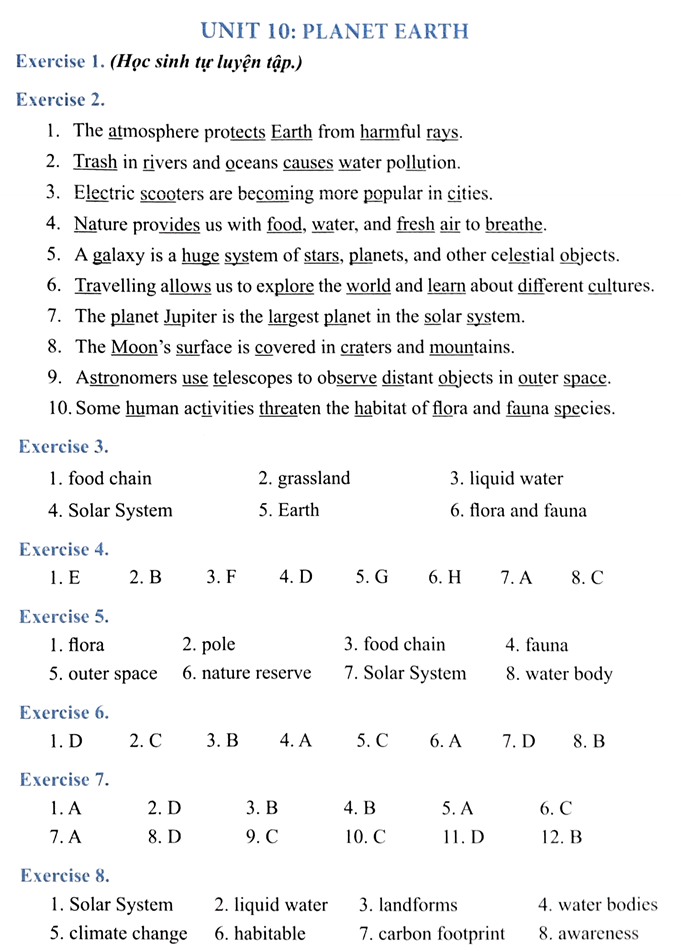 UNIT 10: PLANET EARTH
Exercise 1. (Học sinh tự luyện tập.)
Exercise 2.
1. The atmosphere protects Earth from harmful rays.
2. Trash in rivers and oceans causes water pollution.
3. Electric scooters are becoming more popular in cities.
4. Nature provides us with food, water, and fresh air to breathe.
5. A galaxy is a huge system of stars, planets, and other celestial objects.
6. Travelling allows us to explore the world and learn about different cultures.
7. The planet Jupiter is the largest planet in the solar system.
8. The Moon's surface is covered in craters and mountains.
9. Astronomers use telescopes to observe distant objects in outer space.
10. Some human activities threaten the habitat of flora and fauna species.
Exercise 3.
1. food chain 2. grassland 3. liquid water
4. Solar System 5. Earth 6. flora and fauna
Exercise 4.
1. E 2. B 3. F 4. D 5. G 6. H 7. A 8. C
Exercise 5.
1. flora 2. pole 3. food chain 4. fauna
5. outer space 6. nature reserve 7. Solar System 8. water body
Exercise 6.
1. D 2. C 3. B 4. A 5. C 6. A 7. D 8. B
Exercise 7.
1. A 2. D 3. B 4. B 5. A 6. C
7. A 8. D 9. C 10. C 11. D 12. B
Exercise 8.
1. Solar System 2. liquid water 3. landforms 4. water bodies
5. climate change 6. habitable 7. carbon footprint 8. awareness